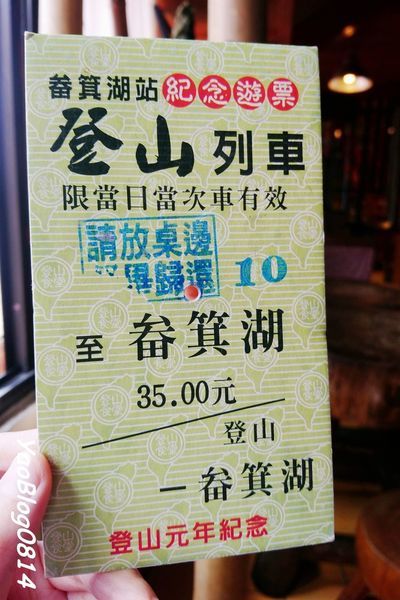 畚箕湖站紀念遊票
登山列車
限當日當次車有效
請放桌邊
歸還
10
至 畚箕湖
35.00元
登山
—畚箕湖
登山元年紀念
YaoBlog0814